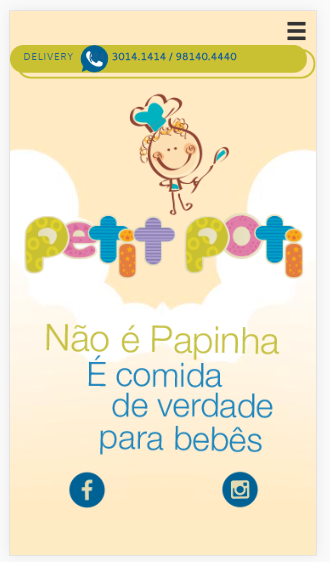 DELIVERY 3014.1414 / 98140.4440
petit poti
Não é Papinha
É comida
de verdade
para bebês